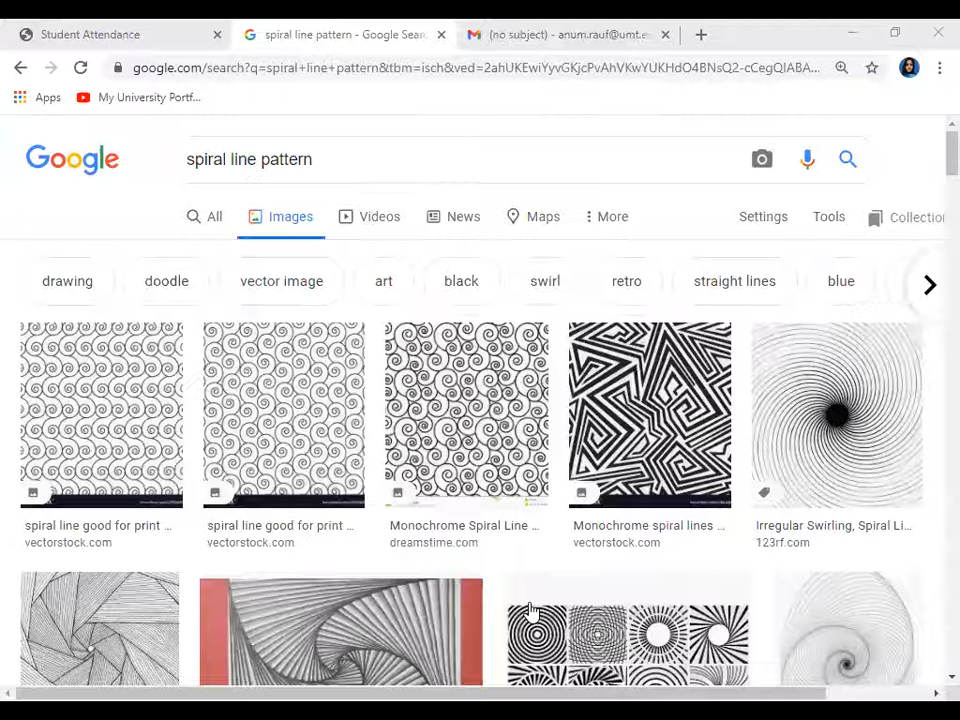 Student Attendance
spiral line pattern - Google Sear
(no subject) - anum.rauf@umt.e
google.com/search?q=spiral+line+pattern&tbm=isch&ved=2ahUKEwiYyvGKjcPvAhVKwYUKHdO4BNsQ2-cCegQIABA...
Apps
My University Portf...
Google
spiral line pattern
All Images Videos News Maps More Settings Tools Collectio
drawing doodle vector image art black swirl retro straight lines blue
spiral line good for print ... spiral line good for print ... Monochrome Spiral Line ... Monochrome spiral lines ... Irregular Swirling, Spiral Li...
vectorstock.com vectorstock.com dreamstime.com vectorstock.com 123rf.com